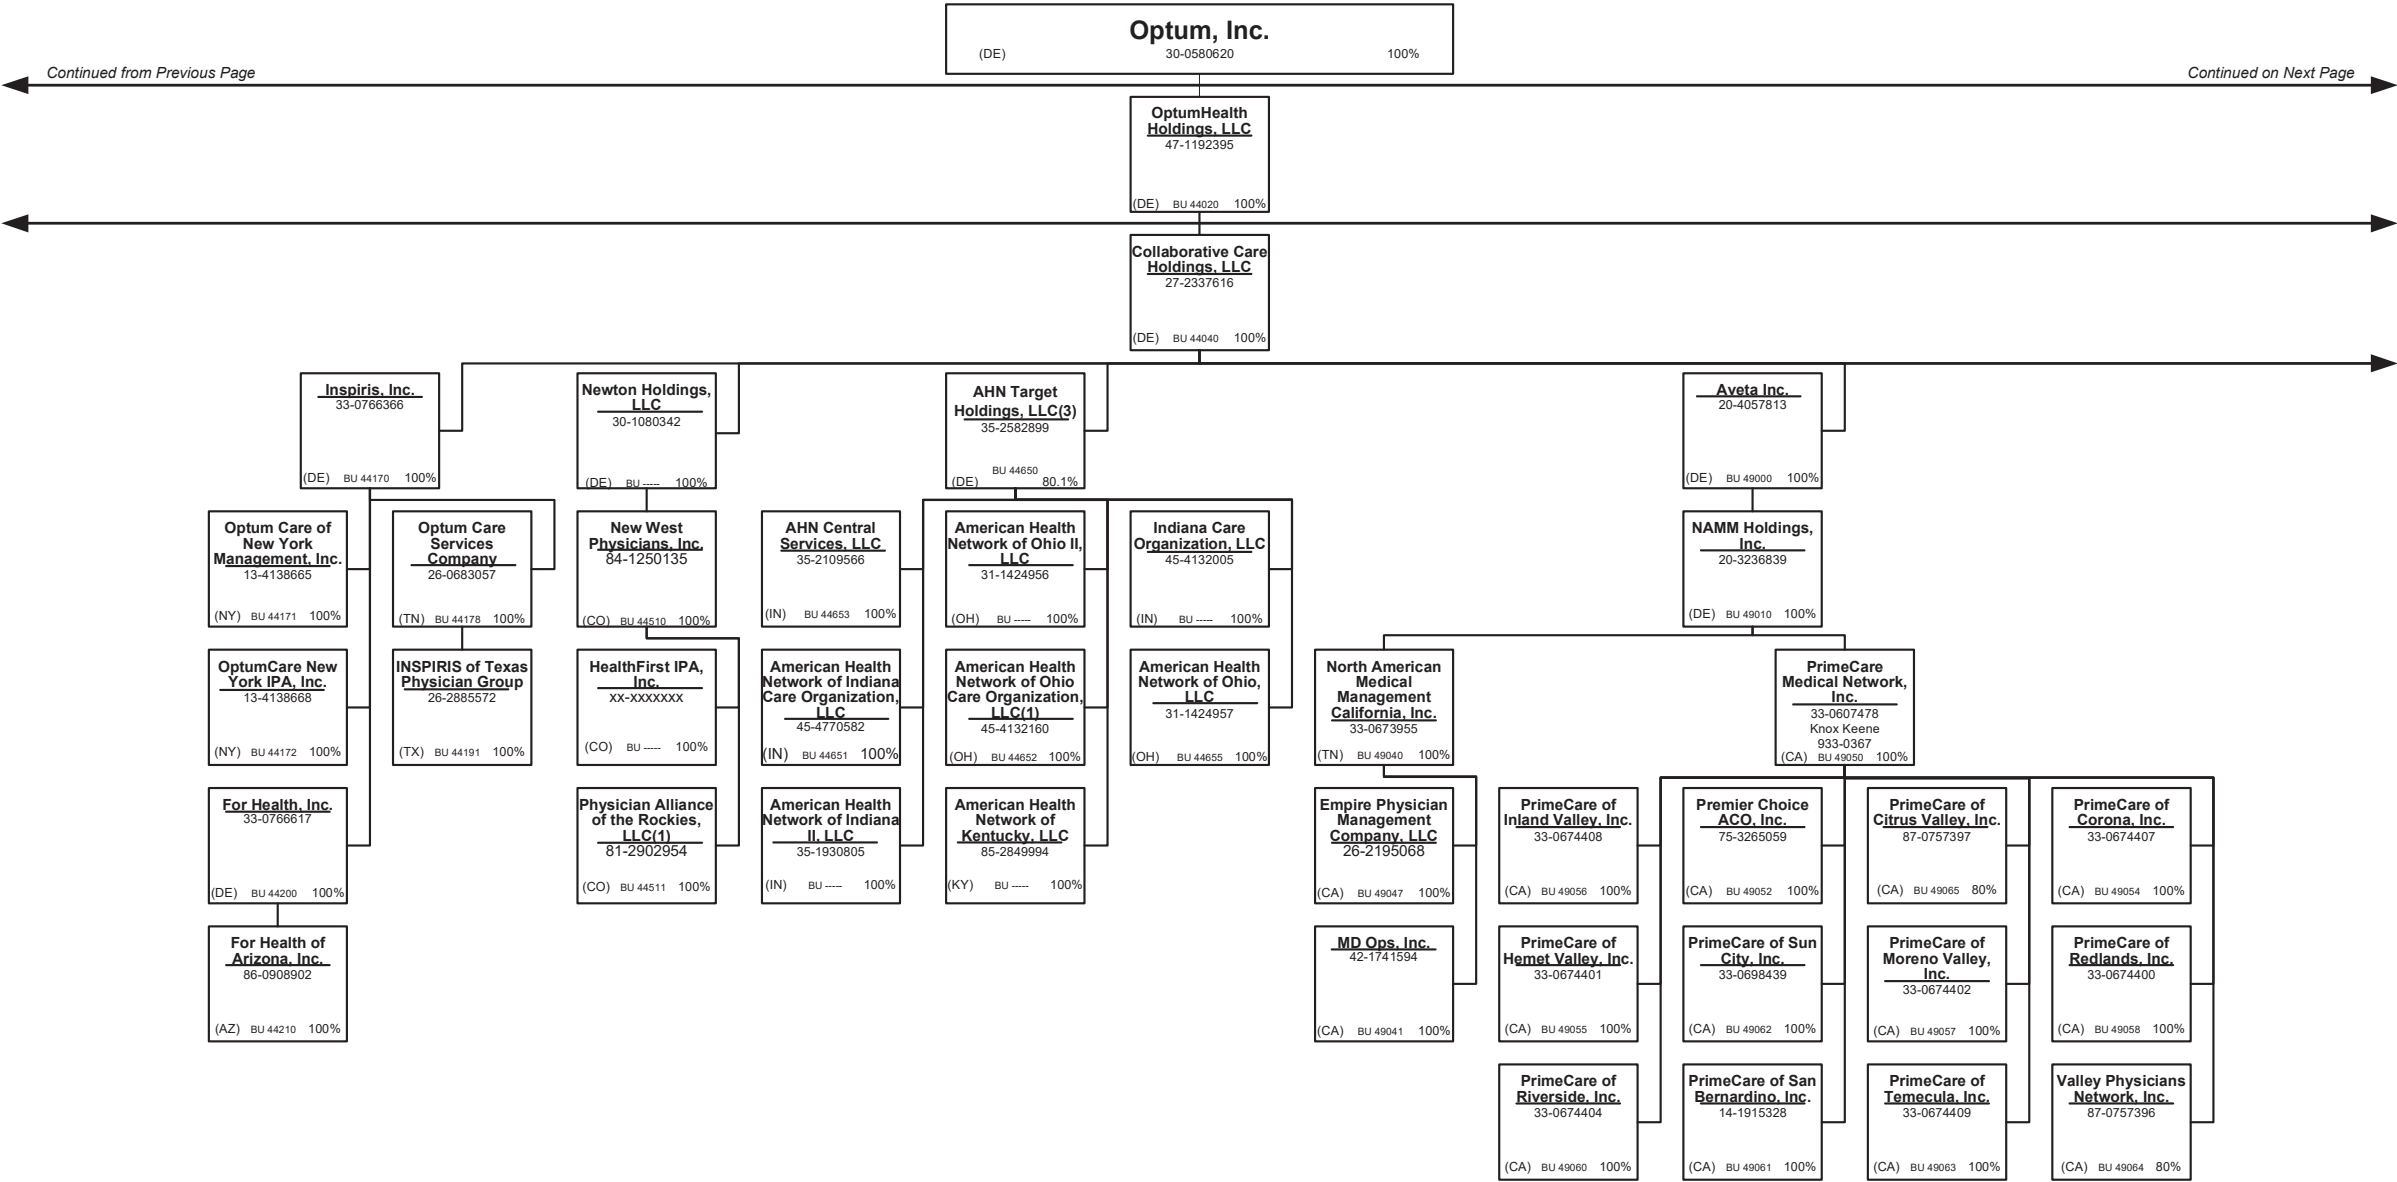 Optum, Inc.
(DE) 30-0580620 100%
Continued from Previous Page
Continued on Next Page
OptumHealth
Holdings, LLC
47-1192395
(DE) BU 44020 100%
Collaborative Care
Holdings, LLC
27-2337616
(DE) BU 44040 100%
Inspiris, Inc.
33-0766366
(DE) BU 44170 100%
Newton Holdings,
LLC
30-1080342
(DE) BU ----- 100%
AHN Target
Holdings, LLC(3)
35-2582899
BU 44650
(DE) 80.1%
Aveta Inc.
20-4057813
(DE) BU 49000 100%
Optum Care of
New York
Management, Inc.
13-4138665
(NY) BU 44171 100%
Optum Care
Services
Company
26-0683057
(TN) BU 44178 100%
New West
Physicians, Inc.
84-1250135
(CO) BU 44510 100%
AHN Central
Services, LLC
35-2109566
(IN) BU 44653 100%
American Health
Network of Ohio II,
LLC
31-1424956
(OH) BU ----- 100%
Indiana Care
Organization, LLC
45-4132005
(IN) BU ----- 100%
NAMM Holdings,
Inc.
20-3236839
(DE) BU 49010 100%
OptumCare New
York IPA, Inc.
13-4138668
(NY) BU 44172 100%
INSPIRIS of Texas
Physician Group
26-2885572
(TX) BU 44191 100%
HealthFirst IPA,
Inc.
xx-xxxxxxx
(CO) BU ----- 100%
American Health
Network of Indiana
Care Organization,
LLC
45-4770582
(IN) BU 44651 100%
American Health
Network of Ohio
Care Organization,
LLC(1)
45-4132160
(OH) BU 44652 100%
American Health
Network of Ohio,
LLC
31-1424957
(OH) BU 44655 100%
North American
Medical
Management
California, Inc.
33-0673955
(TN) BU 49040 100%
PrimeCare
Medical Network,
Inc.
33-0607478
Knox Keene
933-0367
(CA) BU 49050 100%
For Health, Inc.
33-0766617
(DE) BU 44200 100%
Physician Alliance
of the Rockies,
LLC(1)
81-2902954
(CO) BU 44511 100%
American Health
Network of Indiana
II, LLC
35-1930805
(IN) BU ----- 100%
American Health
Network of
Kentucky, LLC
85-2849994
(KY) BU ----- 100%
Empire Physician
Management
Company, LLC
26-2195068
(CA) BU 49047 100%
PrimeCare of
Inland Valley, Inc.
33-0674408
(CA) BU 49056 100%
Premier Choice
ACO, Inc.
75-3265059
(CA) BU 49052 100%
PrimeCare of
Citrus Valley, Inc.
87-0757397
(CA) BU 49065 80%
PrimeCare of
Corona, Inc.
33-0674407
(CA) BU 49054 100%
For Health of
Arizona, Inc.
86-0908902
(AZ) BU 44210 100%
MD Ops, Inc.
42-1741594
(CA) BU 49041 100%
PrimeCare of
Hemet Valley, Inc.
33-0674401
(CA) BU 49055 100%
PrimeCare of Sun
City, Inc.
33-0698439
(CA) BU 49062 100%
PrimeCare of
Moreno Valley,
Inc.
33-0674402
(CA) BU 49057 100%
PrimeCare of
Redlands, Inc.
33-0674400
(CA) BU 49058 100%
PrimeCare of
Riverside, Inc.
33-0674404
(CA) BU 49060 100%
PrimeCare of San
Bernardino, Inc.
14-1915328
(CA) BU 49061 100%
PrimeCare of
Temecula, Inc.
33-0674409
(CA) BU 49063 100%
Valley Physicians
Network, Inc.
87-0757396
(CA) BU 49064 80%